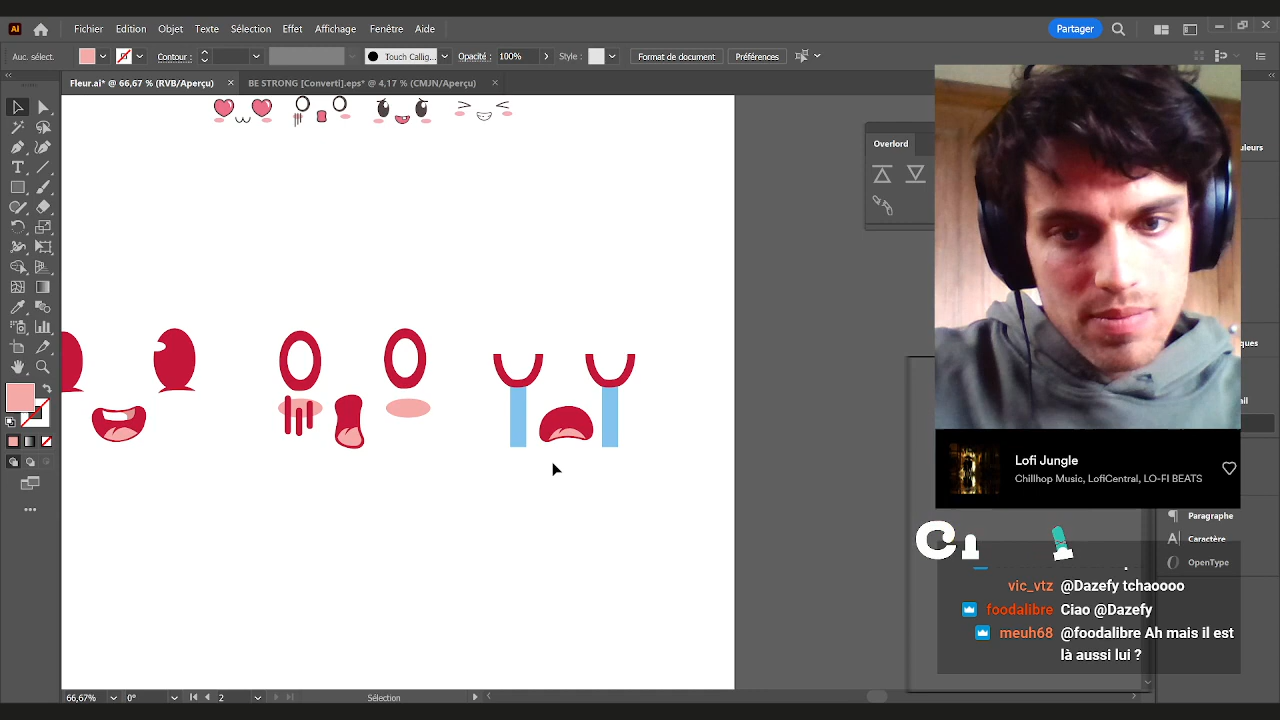 Ai Fichier Edition Objet Texte Sélection Effet Affichage Fenêtre Aide Partager
Auc. sélect. Contour : Touch Callig... Opacité : 100% Style : Format de document Préférences
Fleur.ai* @ 66,67 % (RVB/Aperçu) × BE STRONG [Converti].eps* @ 4,17 % (CMJN/Aperçu) ×
Overlord
Lofi Jungle
Chillhop Music, LofiCentral, LO-FI BEATS
Paragraphe
Caractère
OpenType
vic_vtz @Dazefy tchaoooo
foodalibre Ciao @Dazefy
meuh68 @foodalibre Ah mais il est
là aussi lui ?
66,67% 0° 2 Sélection